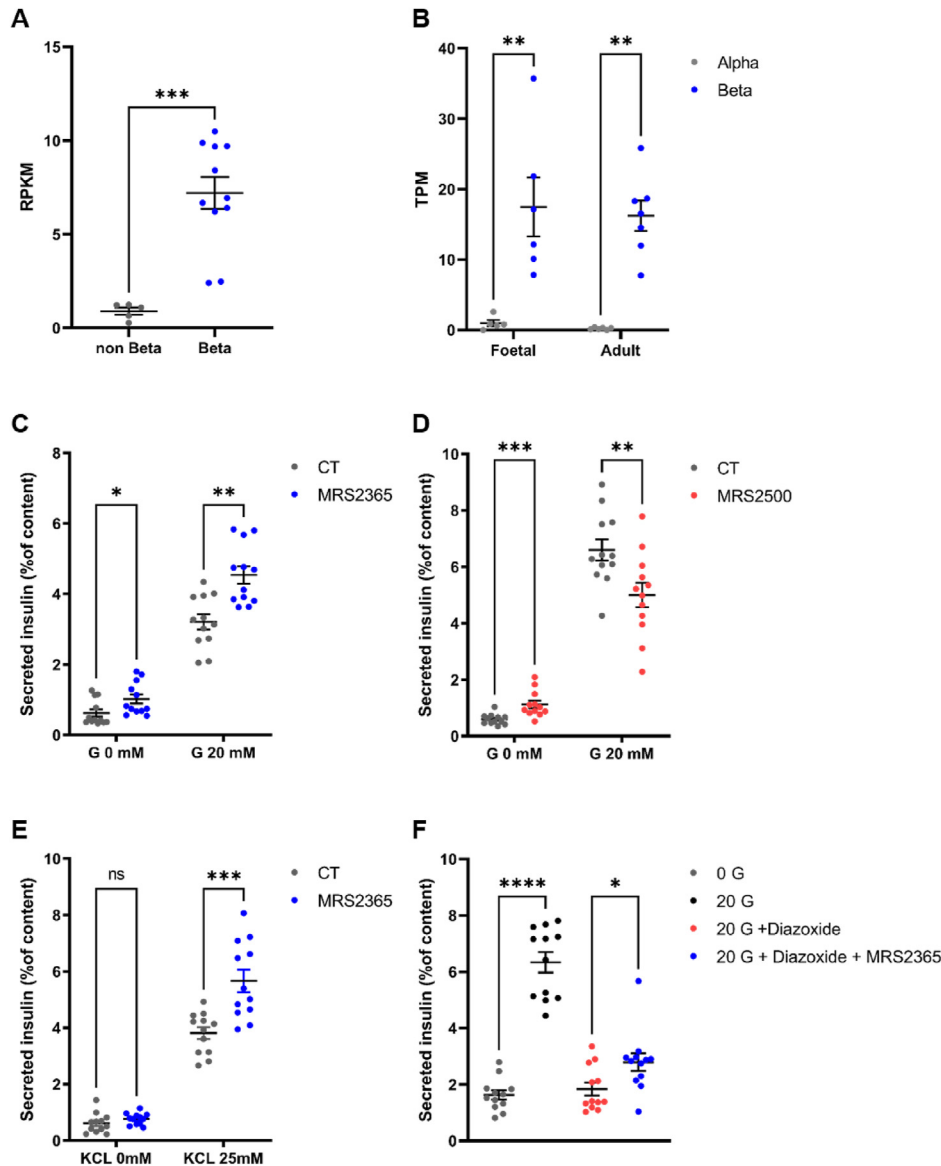 A
RPKM
15
10
5
0
***
non Beta
Beta
B
TPM
40
30
20
10
0
**
**
Foetal
Adult
Alpha
Beta
C
Secreted insulin (%of content)
8
6
4
2
0
*
**
G 0 mM
G 20 mM
CT
MRS2365
D
Secreted insulin (%of content)
10
8
6
4
2
0
***
**
G 0 mM
G 20 mM
CT
MRS2500
E
Secreted insulin (%of content)
10
8
6
4
2
0
ns
***
KCL 0mM
KCL 25mM
CT
MRS2365
F
Secreted insulin (%of content)
10
8
6
4
2
0
****
*
0 G
20 G
20 G +Diazoxide
20 G + Diazoxide + MRS2365